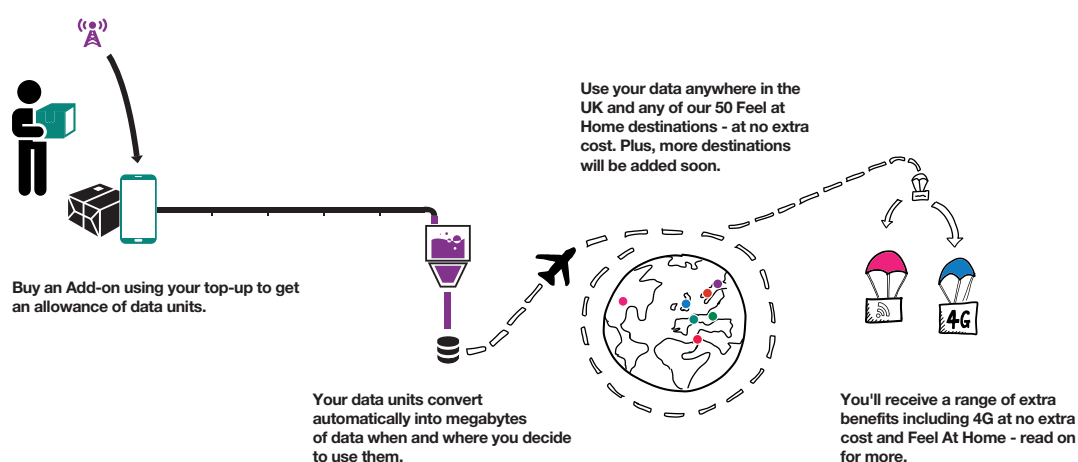 Buy an Add-on using your top-up to get
an allowance of data units.
Your data units convert
automatically into megabytes
of data when and where you decide
to use them.
Use your data anywhere in the
UK and any of our 50 Feel at
Home destinations - at no extra
cost. Plus, more destinations
will be added soon.
4G
You'll receive a range of extra
benefits including 4G at no extra
cost and Feel At Home - read on
for more.